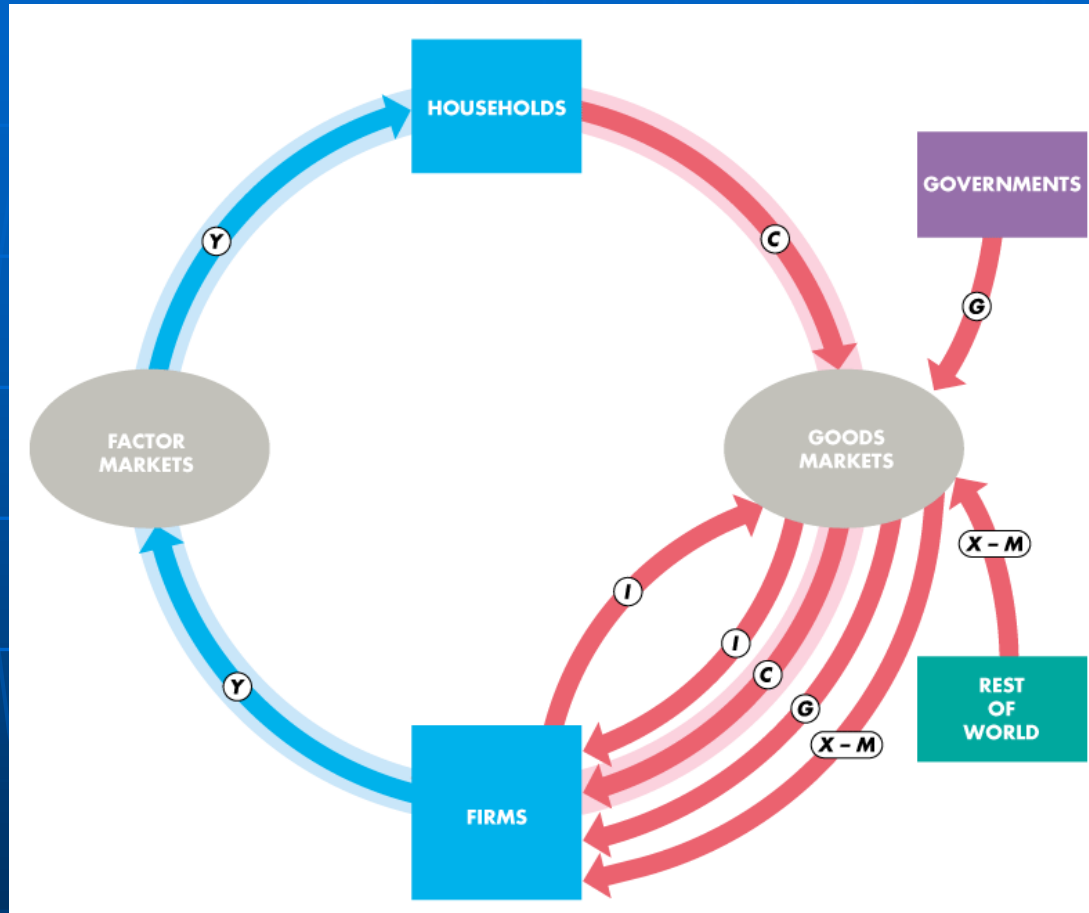 HOUSEHOLDS
GOVERNMENTS
Y
C
G
FACTOR
MARKETS
GOODS
MARKETS
X – M
I
I
C
Y
G
X – M
REST
OF
WORLD
FIRMS